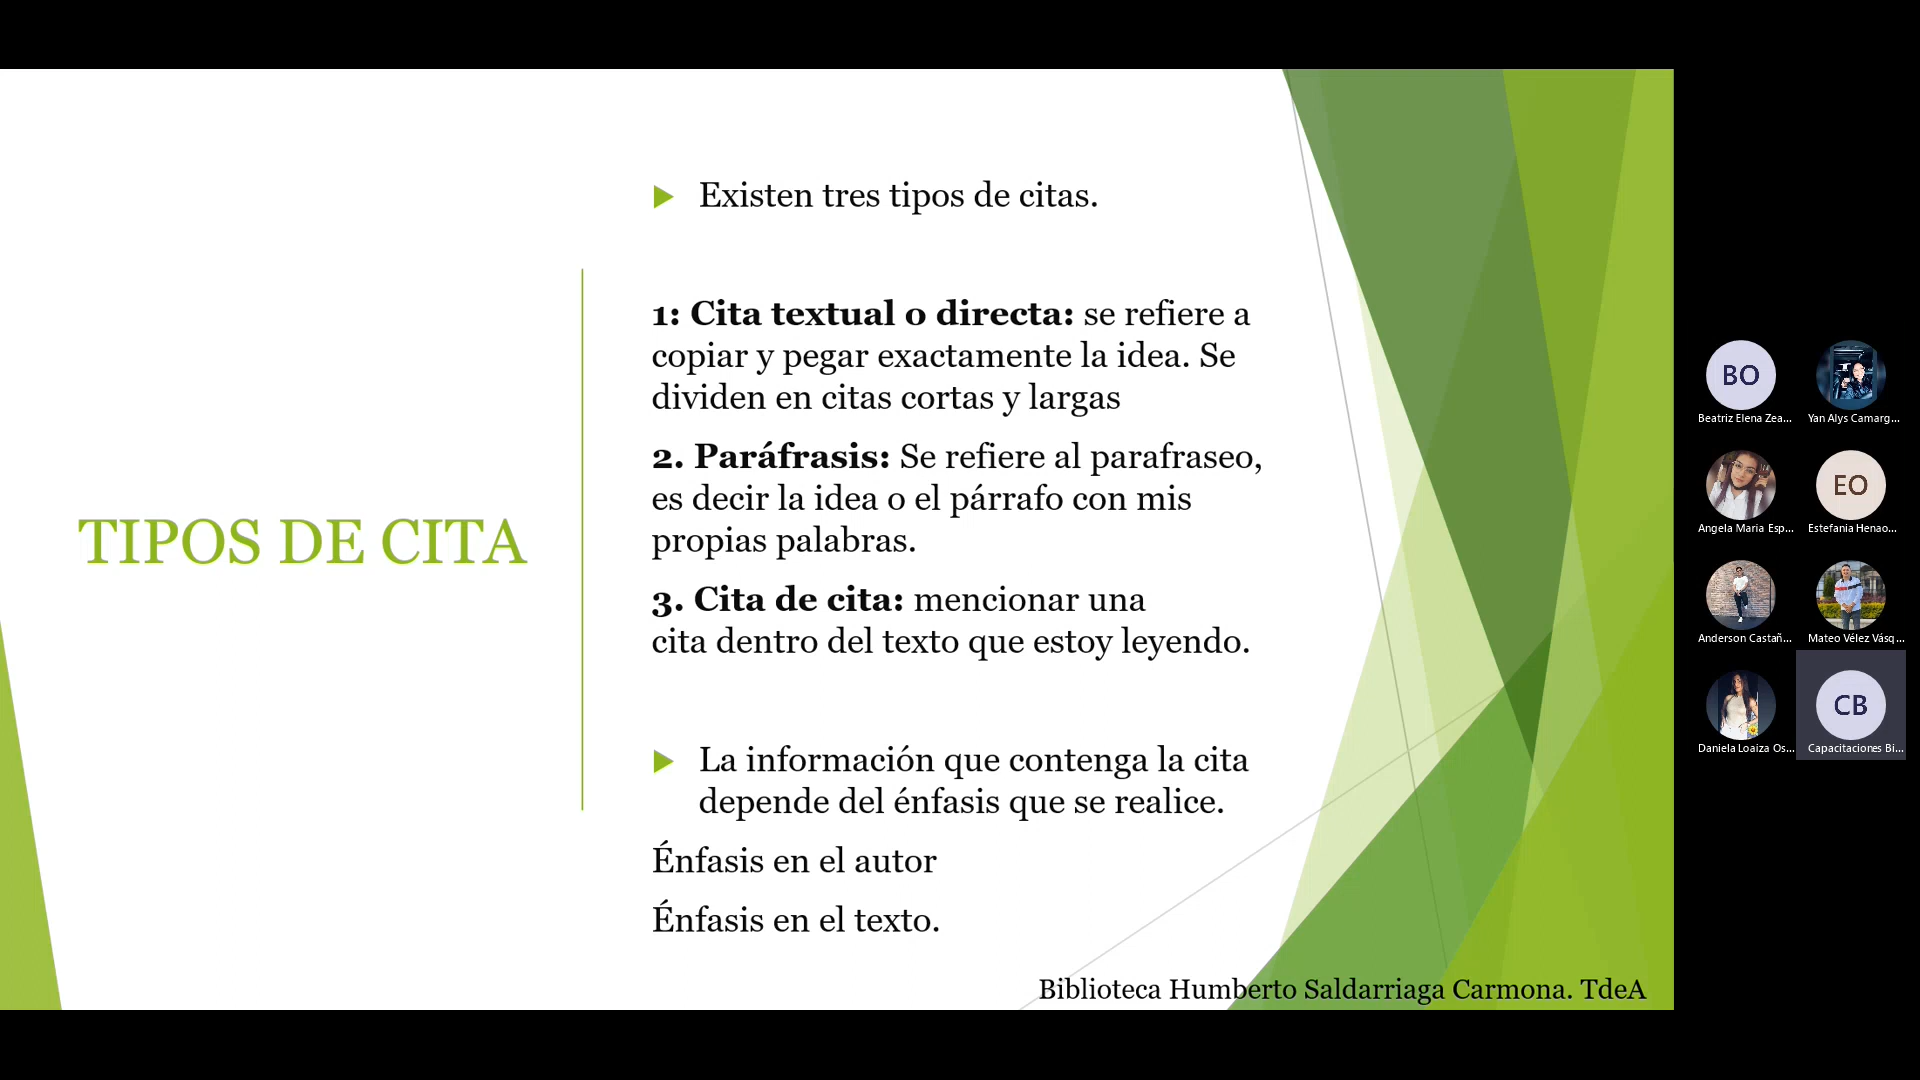 TIPOS DE CITA
Existen tres tipos de citas.
1: Cita textual o directa: se refiere a
copiar y pegar exactamente la idea. Se
dividen en citas cortas y largas
2. Paráfrasis: Se refiere al parafraseo,
es decir la idea o el párrafo con mis
propias palabras.
3. Cita de cita: mencionar una
cita dentro del texto que estoy leyendo.
La información que contenga la cita
depende del énfasis que se realice.
Énfasis en el autor
Énfasis en el texto.
Biblioteca Humberto Saldarriaga Carmona. TdeA
BO
Beatriz Elena Zea...
Yan Alys Camarg...
Angela María Esp...
EO
Estefania Henao...
Anderson Castañ...
Mateo Vélez Vásq...
Daniela Loaiza Os...
CB
Capacitaciones Bi...